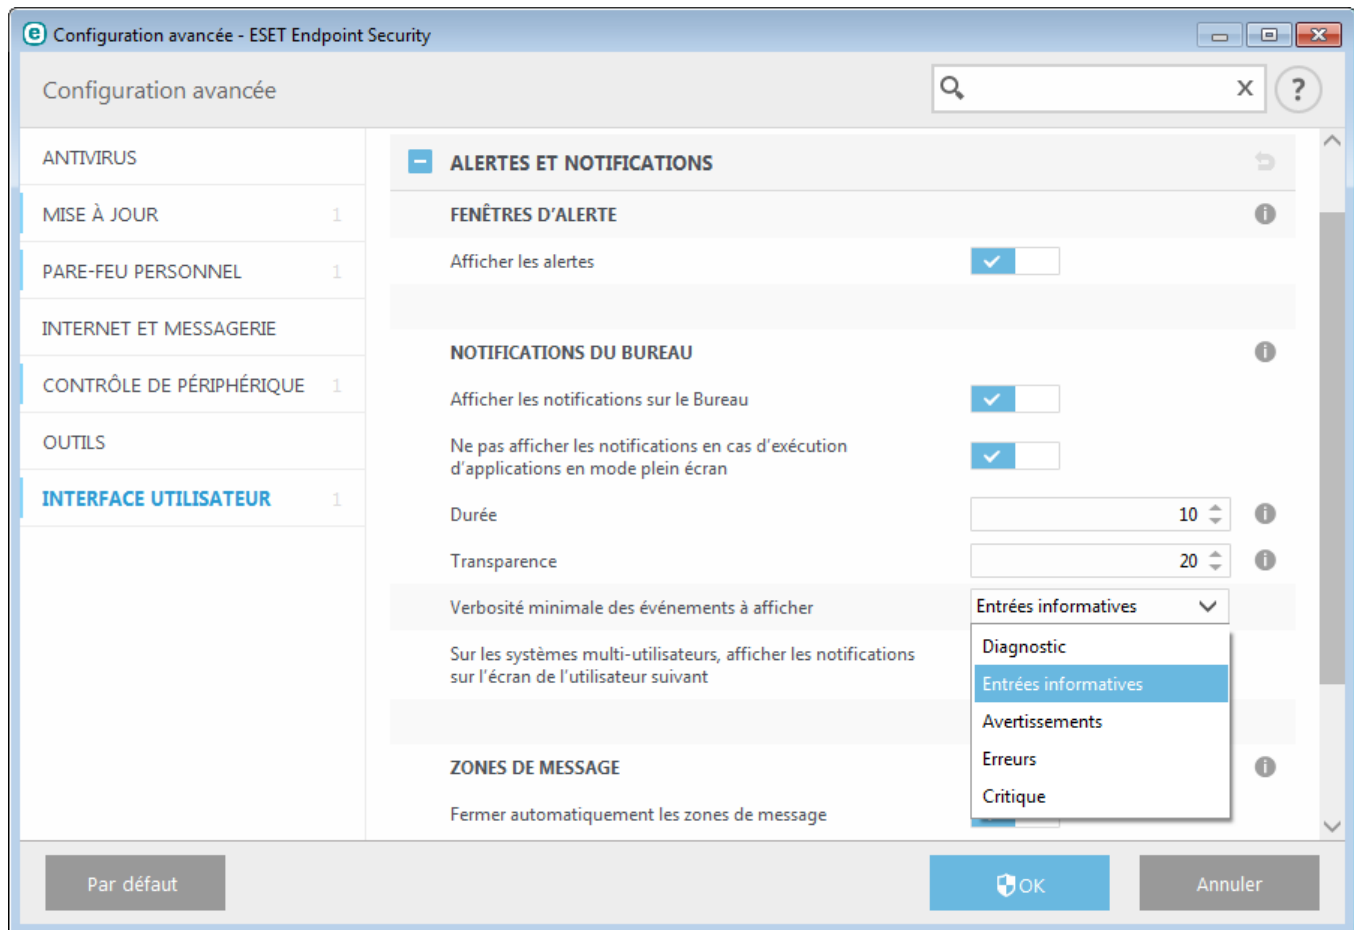 Configuration avancée - ESET Endpoint Security
Configuration avancée
ANTIVIRUS
MISE À JOUR 1
PARE-FEU PERSONNEL 1
INTERNET ET MESSAGERIE
CONTRÔLE DE PÉRIPHÉRIQUE 1
OUTILS
INTERFACE UTILISATEUR 1
ALERTES ET NOTIFICATIONS
FENÊTRES D'ALERTE
Afficher les alertes
NOTIFICATIONS DU BUREAU
Afficher les notifications sur le Bureau
Ne pas afficher les notifications en cas d'exécution
d'applications en mode plein écran
Durée 10
Transparence 20
Verbosité minimale des événements à afficher Entrées informatives
Diagnostic
Entrées informatives
Avertissements
Erreurs
Critique
Sur les systèmes multi-utilisateurs, afficher les notifications
sur l'écran de l'utilisateur suivant
ZONES DE MESSAGE
Fermer automatiquement les zones de message
Par défaut
OK
Annuler